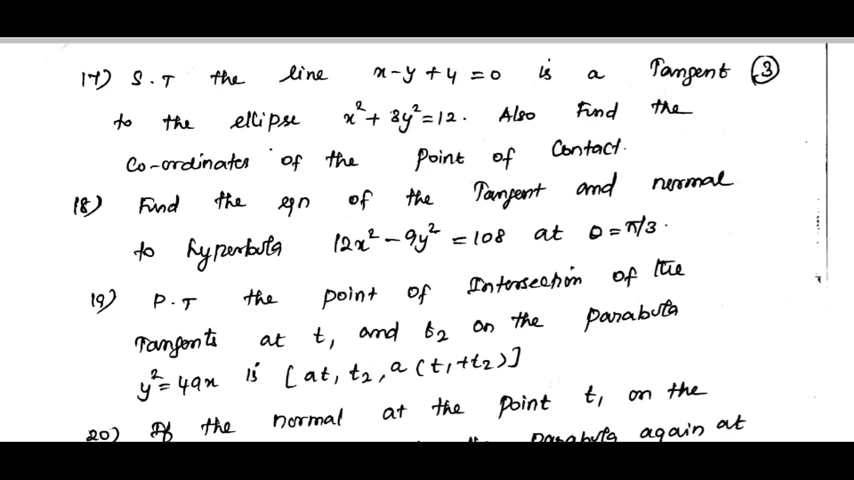 17) S.T the line x-y+4=0 is a Tangent ③
to the ellipse x²+3y²=12. Also Find the
Co-ordinates of the point of Contact.
18) Find the eqn of the Tangent and normal
to hyperbola 12x²-9y²=108 at θ=π/3.
19) P.T the point of Intersection of the
Tangents at t₁ and t₂ on the parabola
y²=4ax is [at₁t₂, a(t₁+t₂)]
20) If the normal at the point t₁ on the
parabola again at